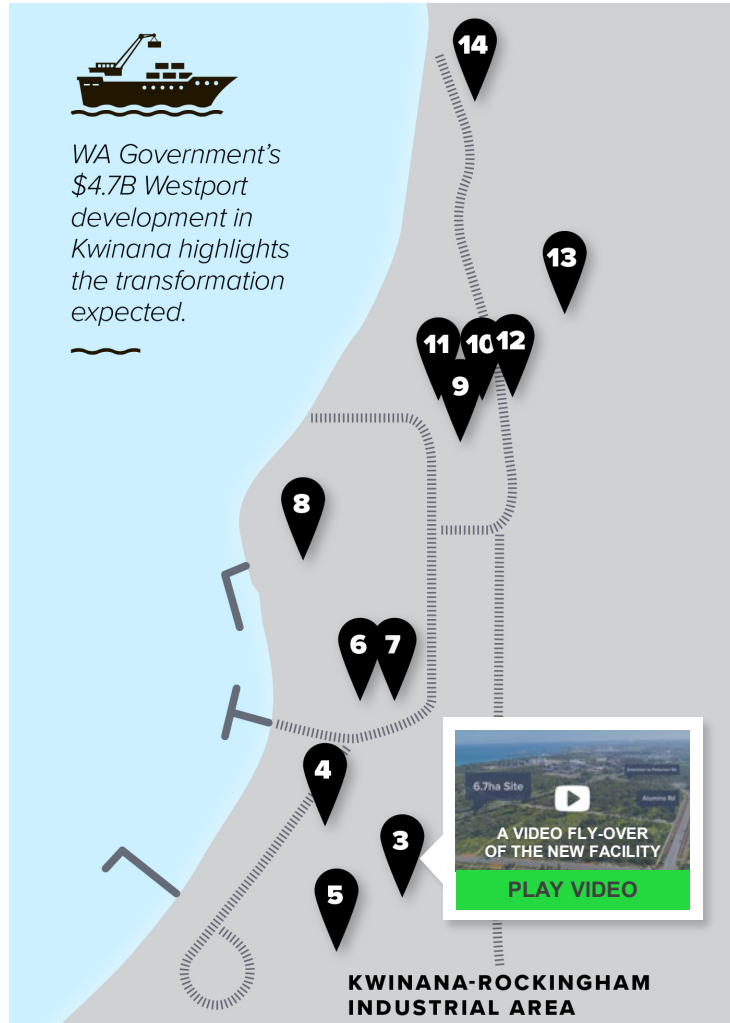 14
WA Government's
$4.7B Westport
development in
Kwinana highlights
the transformation
expected.
13
11
10
12
9
8
6
7
4
6.7ha Site
Alumina Rd
3
A VIDEO FLY-OVER
OF THE NEW FACILITY
PLAY VIDEO
5
KWINANA-ROCKINGHAM
INDUSTRIAL AREA